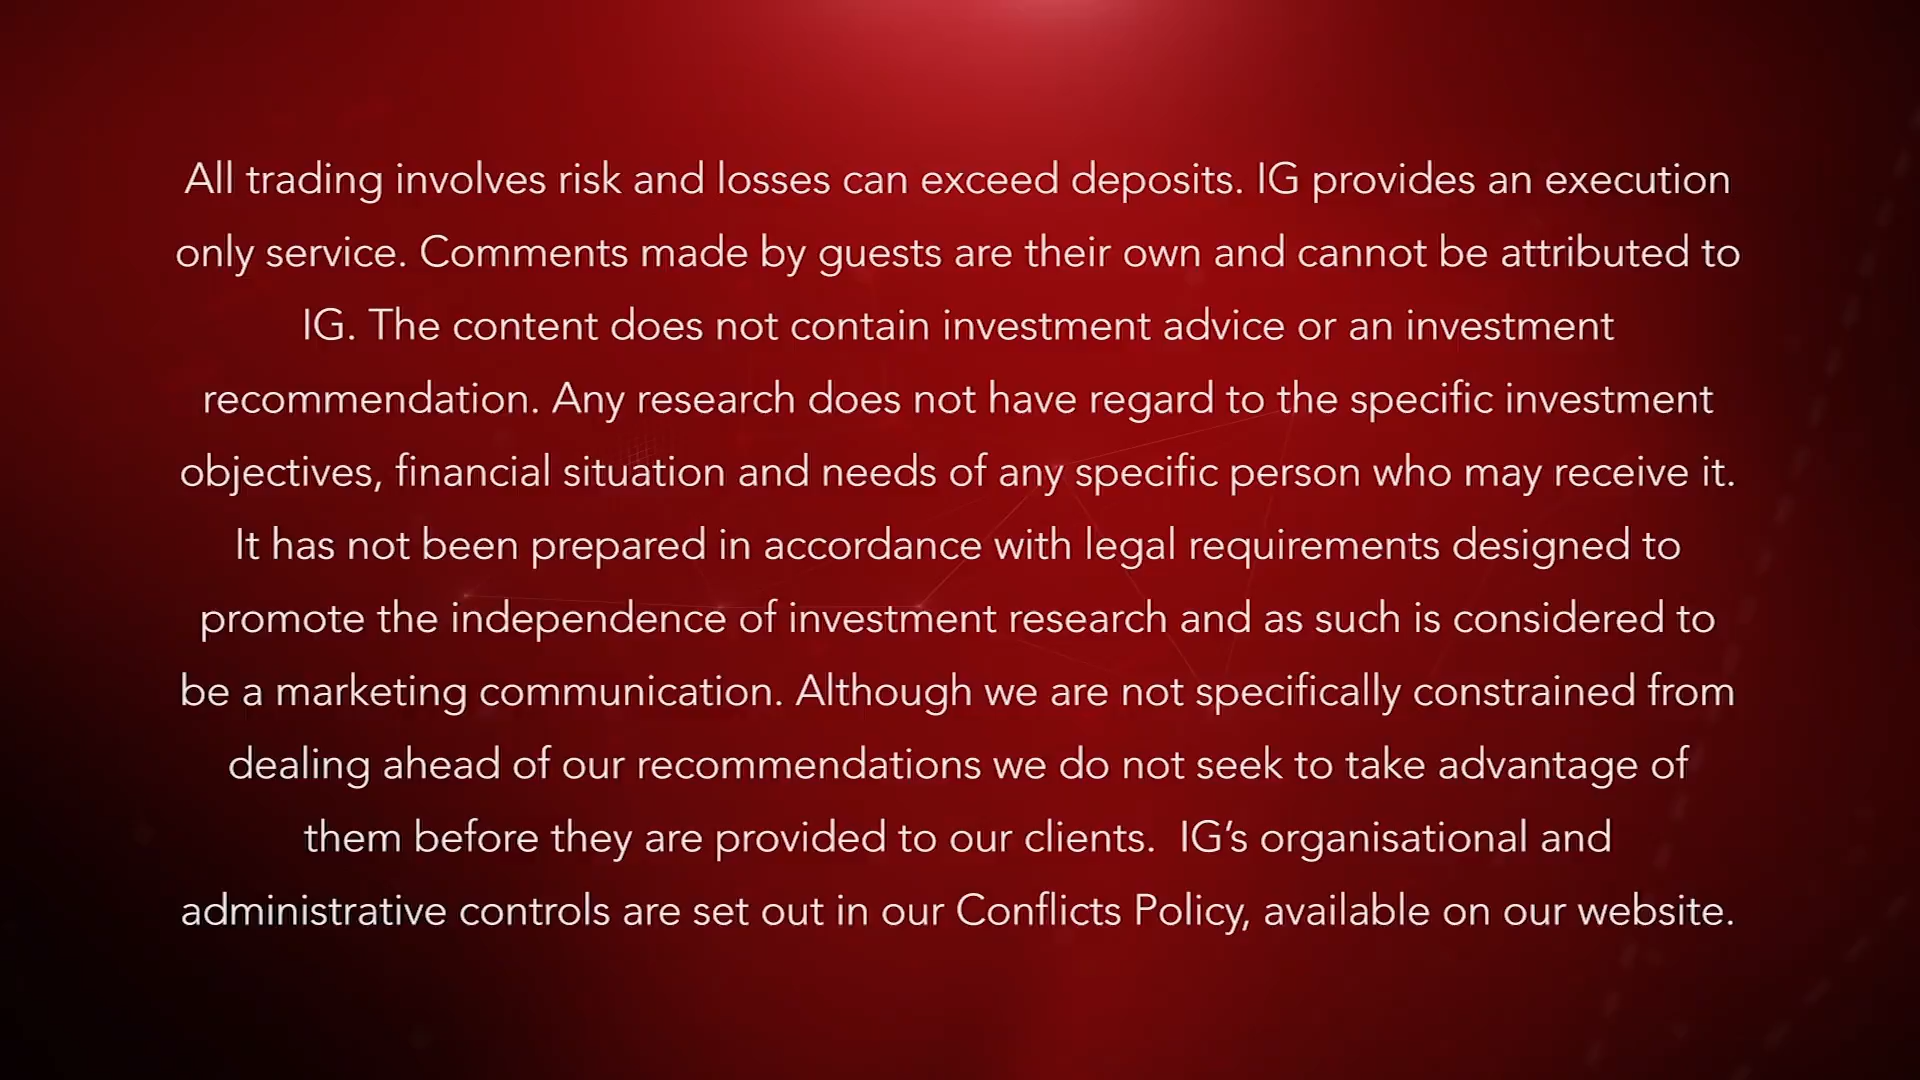 All trading involves risk and losses can exceed deposits. IG provides an execution
only service. Comments made by guests are their own and cannot be attributed to
IG. The content does not contain investment advice or an investment
recommendation. Any research does not have regard to the specific investment
objectives, financial situation and needs of any specific person who may receive it.
It has not been prepared in accordance with legal requirements designed to
promote the independence of investment research and as such is considered to
be a marketing communication. Although we are not specifically constrained from
dealing ahead of our recommendations we do not seek to take advantage of
them before they are provided to our clients.  IG’s organisational and
administrative controls are set out in our Conflicts Policy, available on our website.